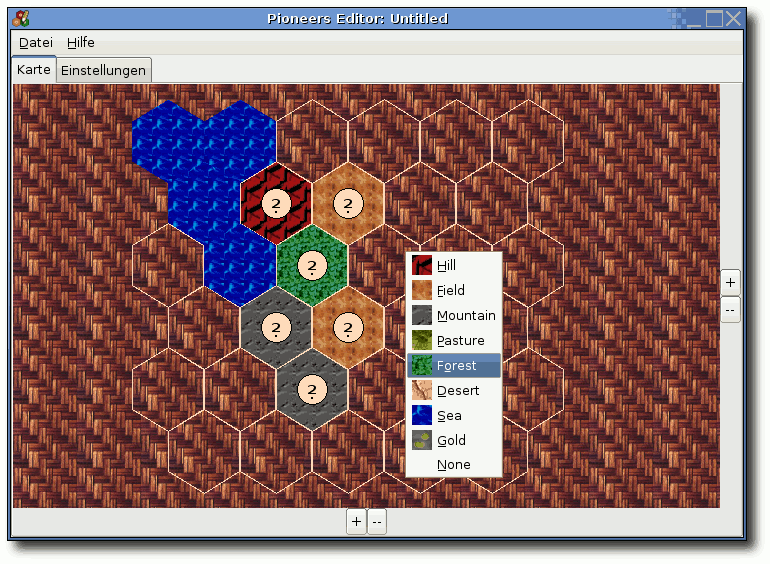 Pioneers Editor: Untitled
Datei Hilfe
Karte Einstellungen
2 2
2
2 2
2
Hill
Field
Mountain
Pasture
Forest
Desert
Sea
Gold
None
+
--
+ --